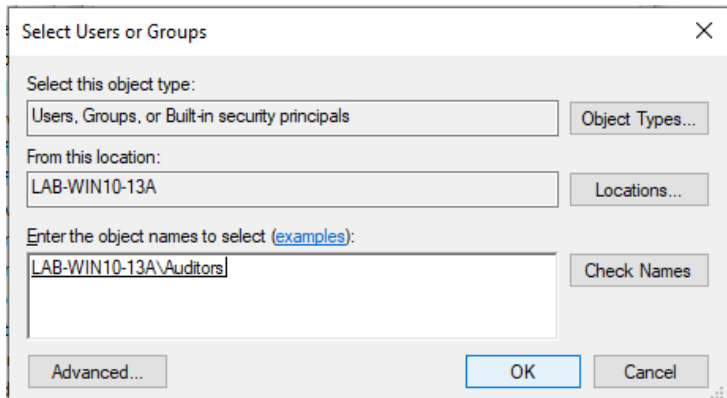 Select Users or Groups
Select this object type:
Users, Groups, or Built-in security principals
Object Types...
From this location:
LAB-WIN10-13A
Locations...
Enter the object names to select (examples):
LAB-WIN10-13A\Auditors
Check Names
Advanced...
OK
Cancel